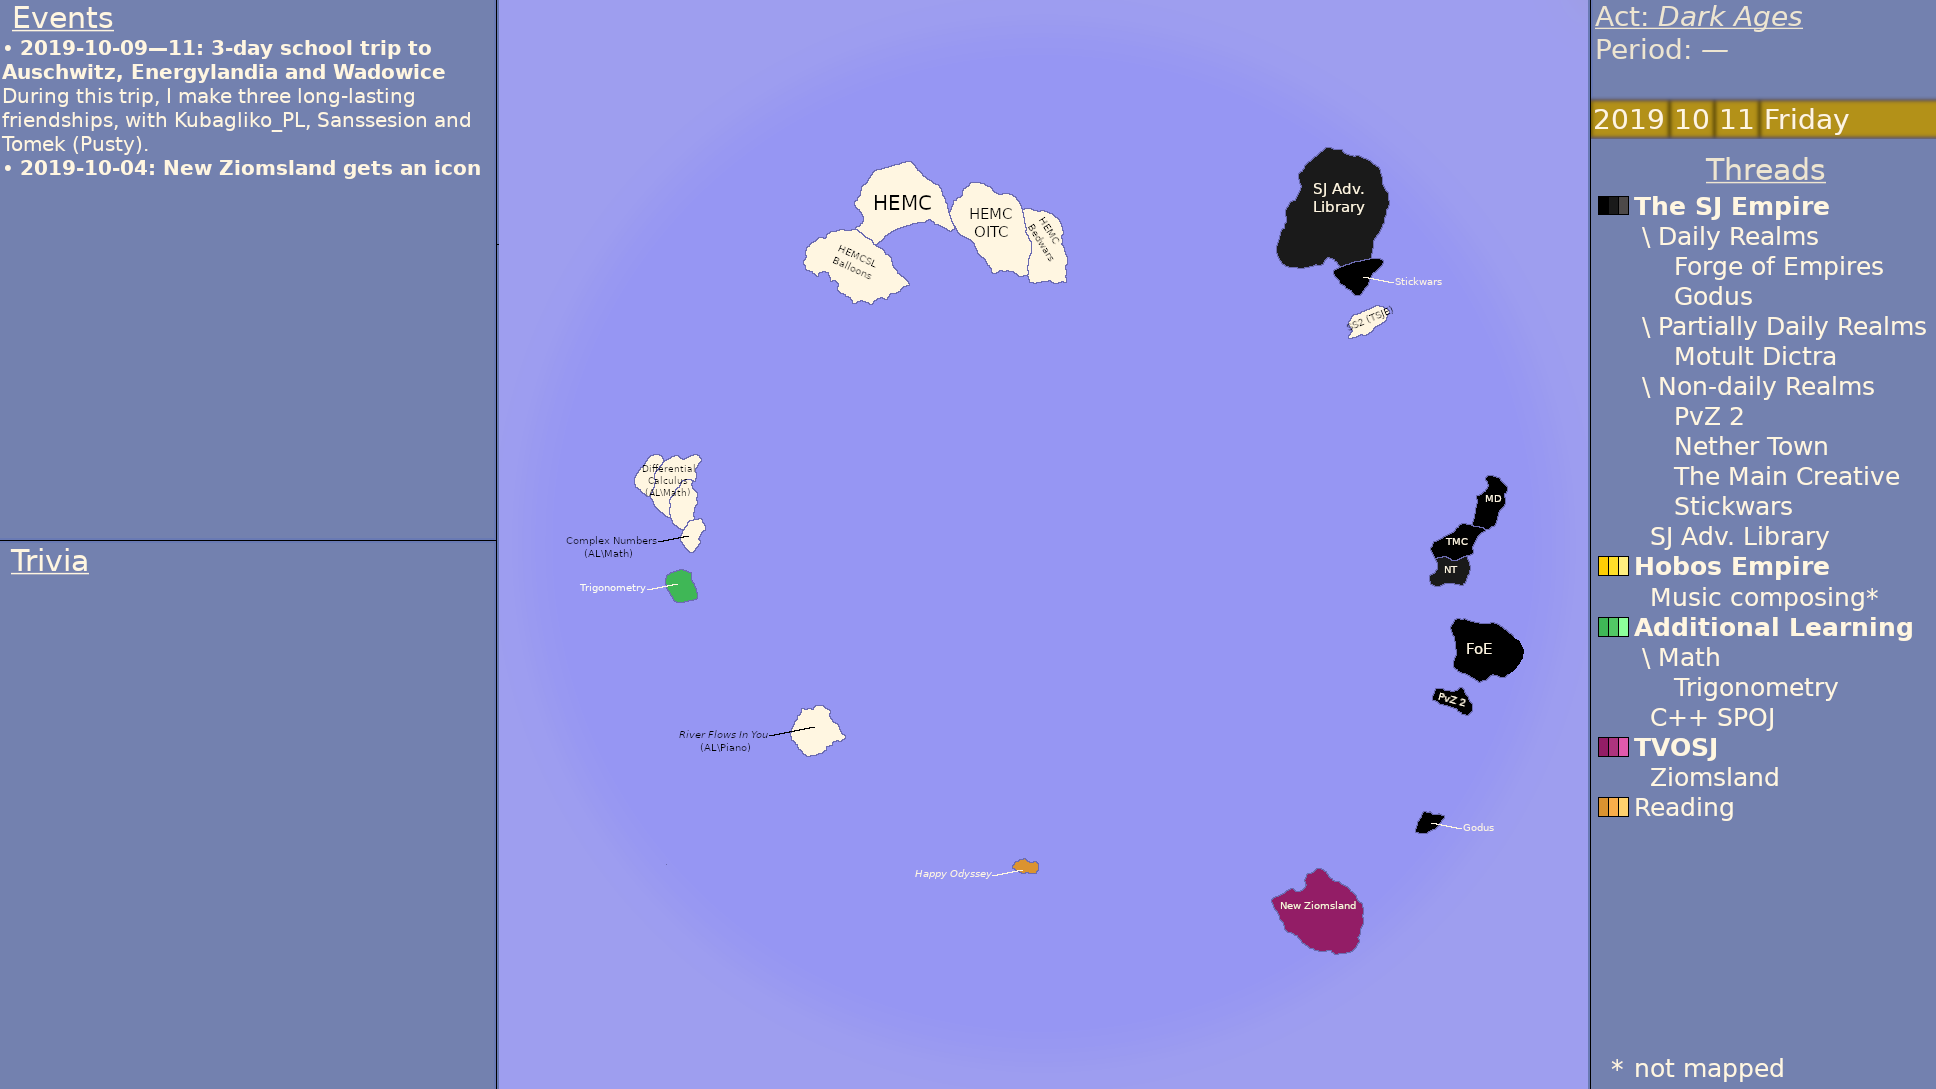 Events
• 2019-10-09—11: 3-day school trip to
Auschwitz, Energylandia and Wadowice
During this trip, I make three long-lasting
friendships, with Kubagliko_PL, Sanssesion and
Tomek (Pusty).
• 2019-10-04: New Ziomsland gets an icon
Trivia
HEMC
HEMC
OITC
HEMC
Bedwars
HEMCSL
Balloons
SJ Adv.
Library
Stickwars
S2 (TSJE)
Differential
Calculus
(AL\Math)
Complex Numbers
(AL\Math)
Trigonometry
MD
TMC
NT
FoE
PvZ 2
River Flows In You
(AL\Piano)
Godus
Happy Odyssey
New Ziomsland
Act: Dark Ages
Period: —
2019 10 11 Friday
Threads
The SJ Empire
\ Daily Realms
Forge of Empires
Godus
\ Partially Daily Realms
Motult Dictra
\ Non-daily Realms
PvZ 2
Nether Town
The Main Creative
Stickwars
SJ Adv. Library
Hobos Empire
Music composing*
Additional Learning
\ Math
Trigonometry
C++ SPOJ
TVOSJ
Ziomsland
Reading
* not mapped